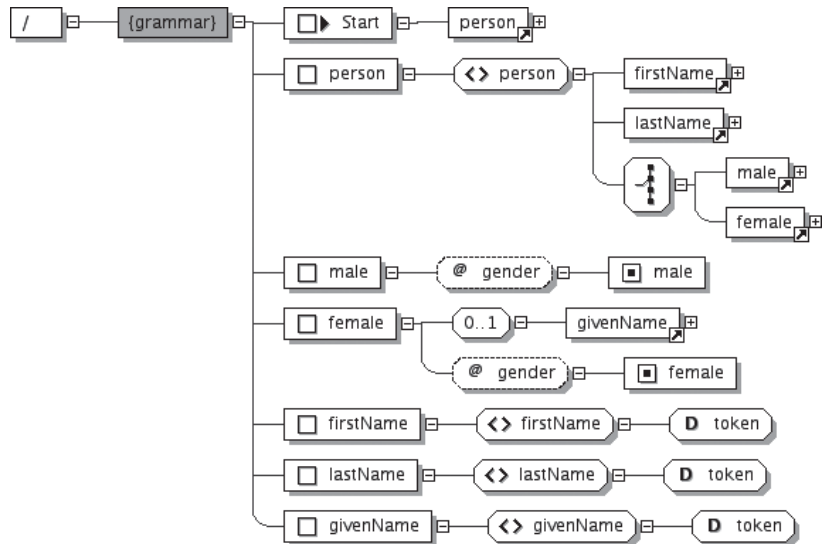 / {grammar} Start person
person <> person firstName
lastName
male
female
male @ gender male
female 0..1 givenName
@ gender female
firstName <> firstName D token
lastName <> lastName D token
givenName <> givenName D token